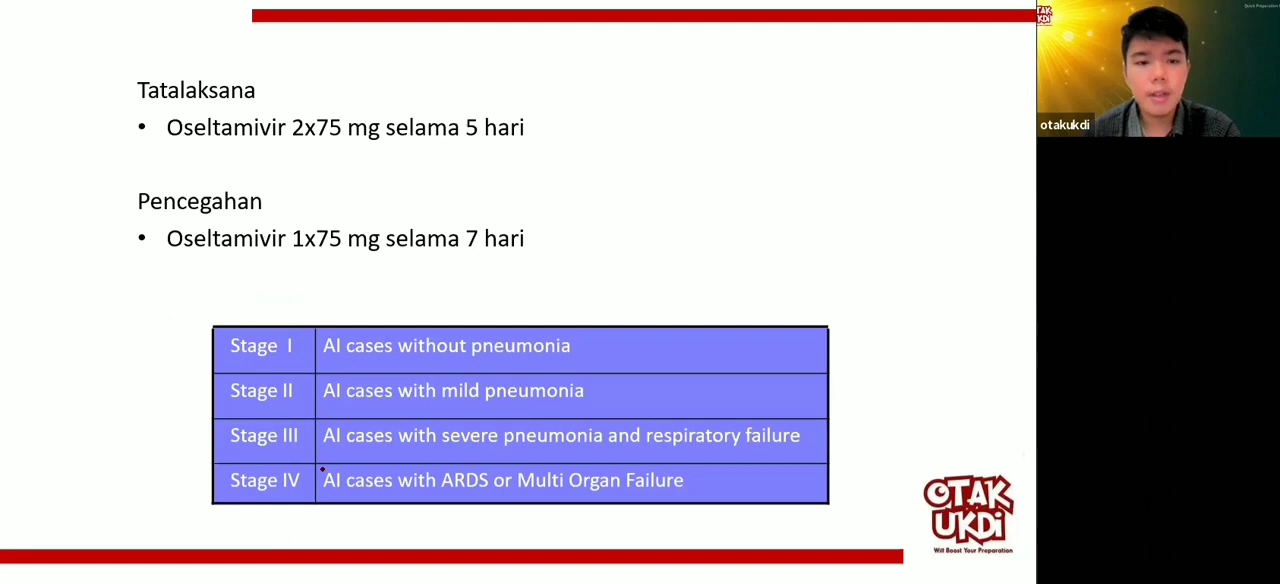 Tatalaksana
• Oseltamivir 2x75 mg selama 5 hari
Pencegahan
• Oseltamivir 1x75 mg selama 7 hari
Stage I AI cases without pneumonia
Stage II AI cases with mild pneumonia
Stage III AI cases with severe pneumonia and respiratory failure
Stage IV AI cases with ARDS or Multi Organ Failure
OTAK
UKDi
Will Boost Your Preparation
otakukdi